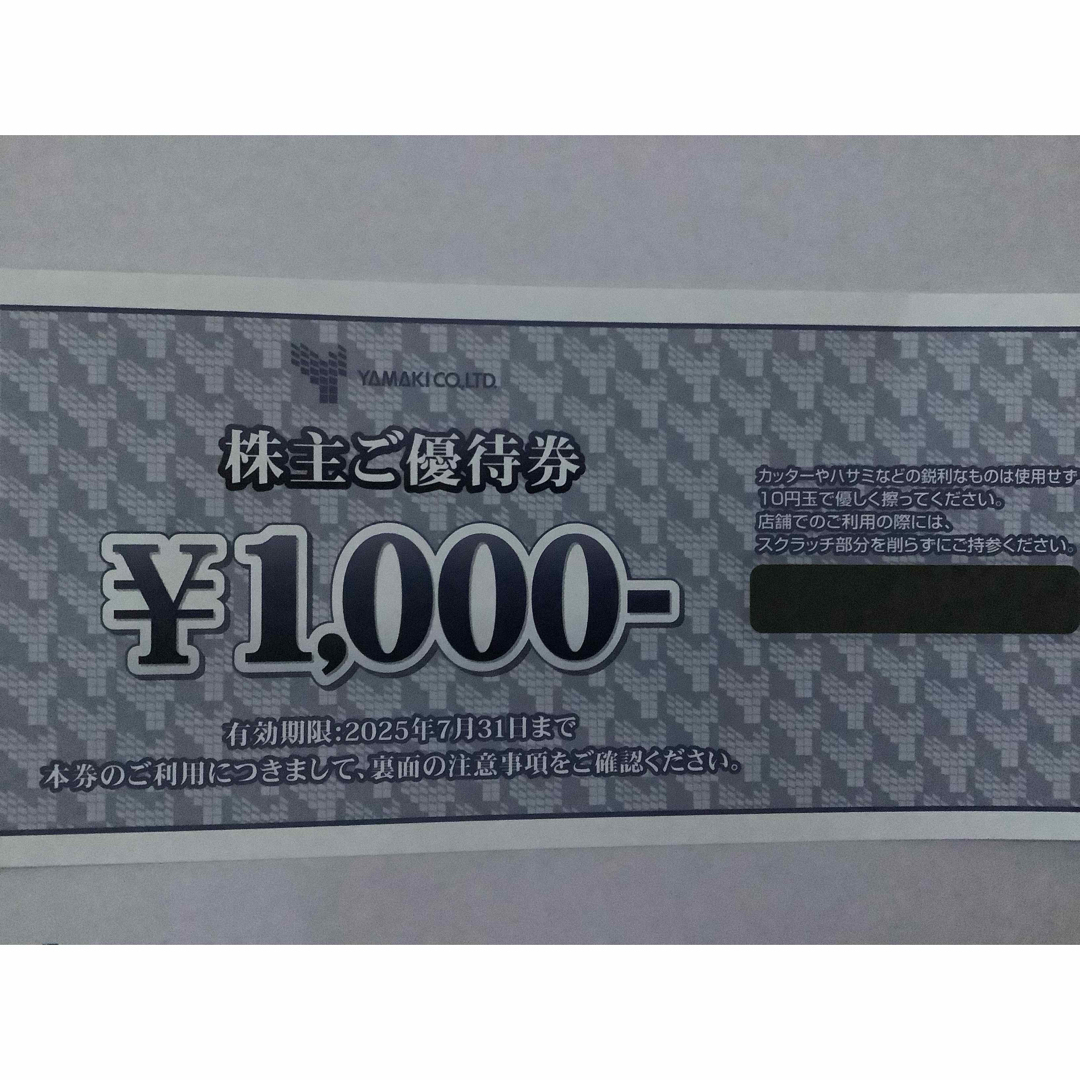 YAMAKI CO.,LTD.
株主ご優待券
¥1,000-
有効期限:2025年7月31日まで
本券のご利用につきまして、裏面の注意事項をご確認ください。
カッターやハサミなどの鋭利なものは使用せず
10円玉で優しく擦ってください。
店舗でのご利用の際には、
スクラッチ部分を削らずにご持参ください。